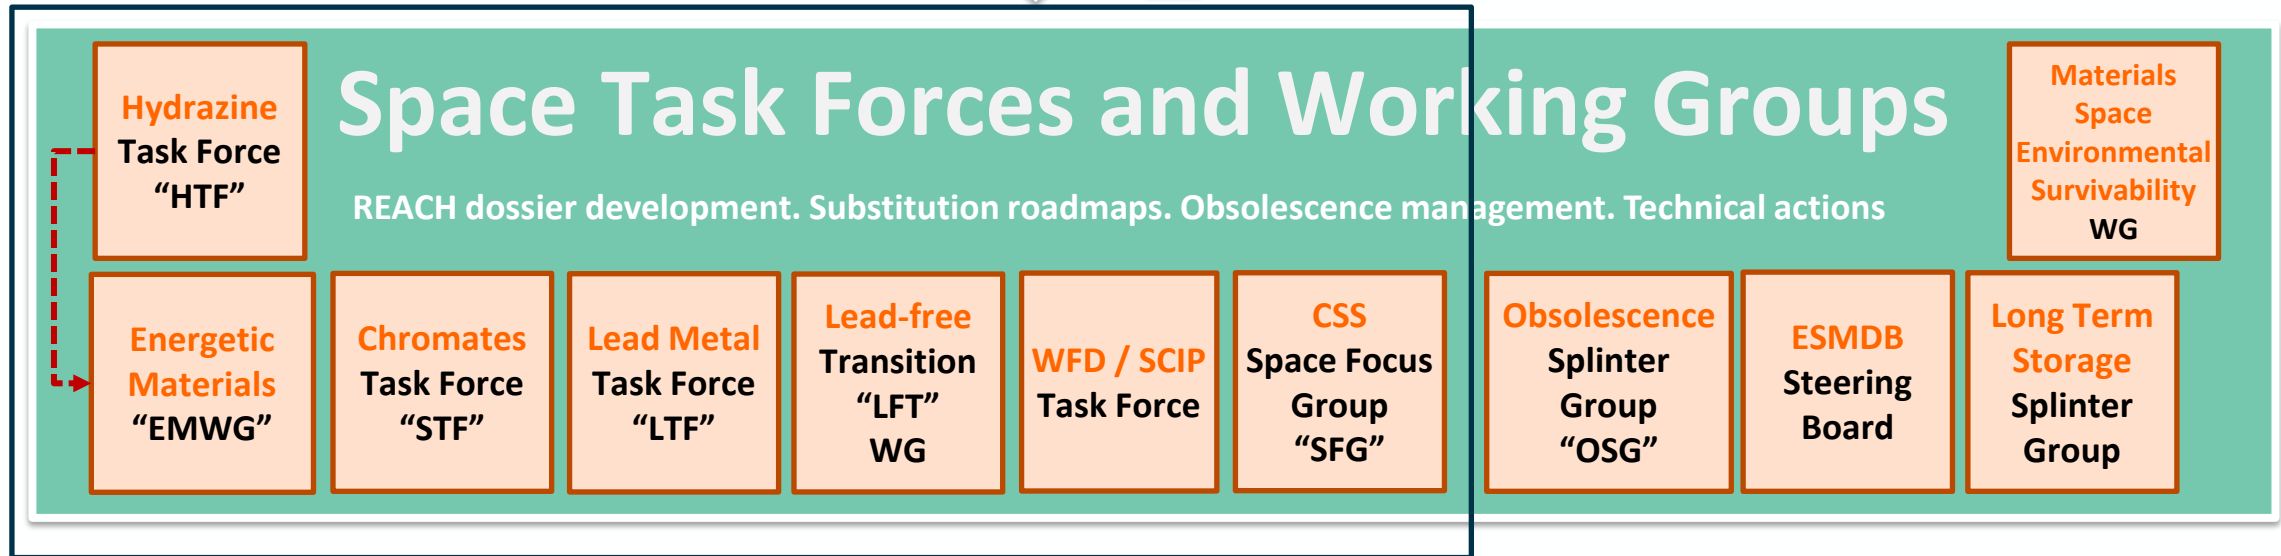 Hydrazine
Task Force
“HTF”
Space Task Forces and Working Groups
REACH dossier development. Substitution roadmaps. Obsolescence management. Technical actions
Materials
Space
Environmental
Survivability
WG
Energetic
Materials
“EMWG”
Chromates
Task Force
“STF”
Lead Metal
Task Force
“LTF”
Lead-free
Transition
“LFT”
WG
WFD / SCIP
Task Force
CSS
Space Focus
Group
“SFG”
Obsolescence
Splinter
Group
“OSG”
ESMDB
Steering
Board
Long Term
Storage
Splinter
Group